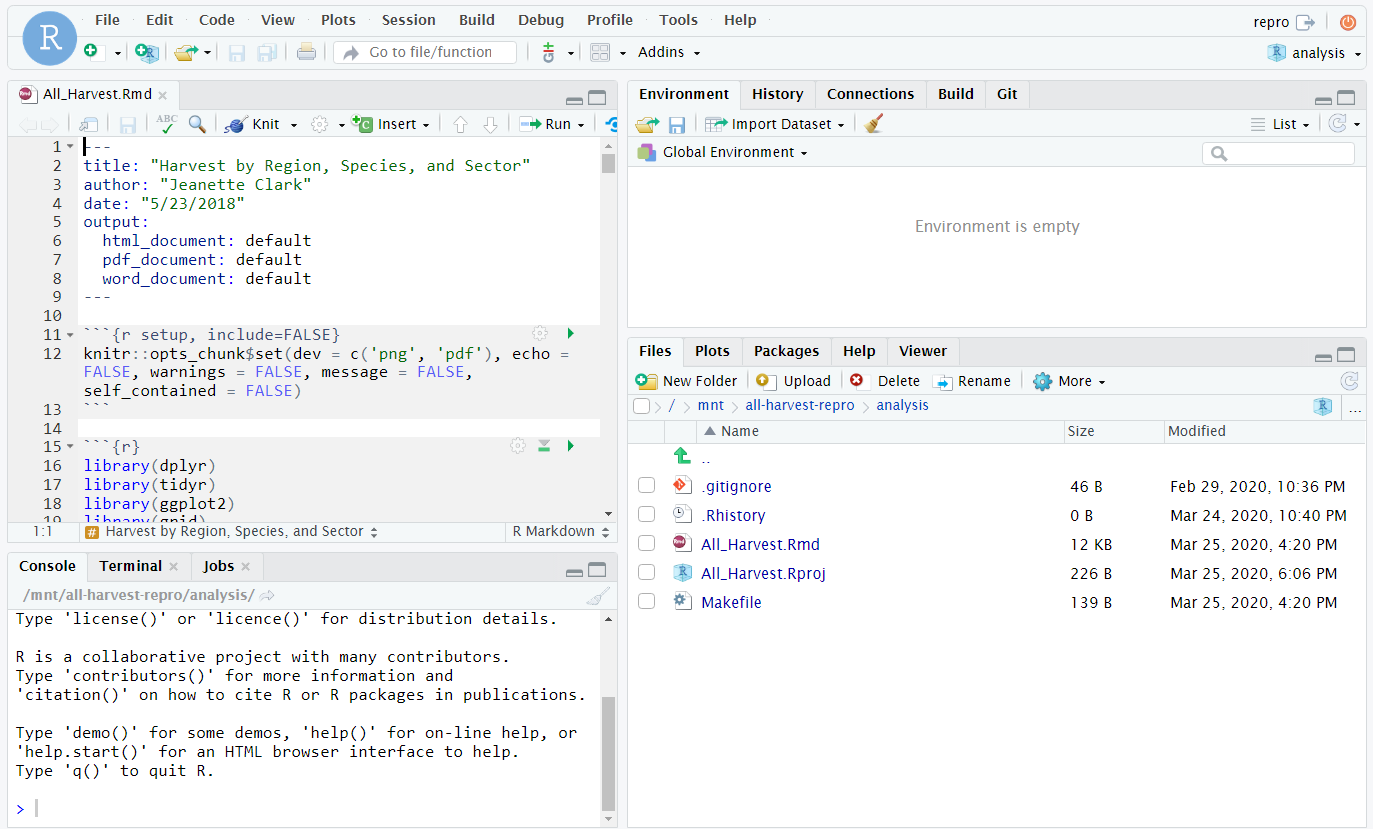 File Edit Code View Plots Session Build Debug Profile Tools Help
repro
R
Go to file/function
Addins
analysis
All_Harvest.Rmd
ABC
Knit
Insert
Run
1 ---
2 title: "Harvest by Region, Species, and Sector"
3 author: "Jeanette Clark"
4 date: "5/23/2018"
5 output:
6 html_document: default
7 pdf_document: default
8 word_document: default
9 ---
10
11 ```{r setup, include=FALSE}
12 knitr::opts_chunk$set(dev = c('png', 'pdf'), echo =
FALSE, warnings = FALSE, message = FALSE,
self_contained = FALSE)
13 ```
14
15 ```{r}
16 library(dplyr)
17 library(tidyr)
18 library(ggplot2)
19 library(grid)
1:1
# Harvest by Region, Species, and Sector
R Markdown
Console Terminal Jobs
/mnt/all-harvest-repro/analysis/
Type 'license()' or 'licence()' for distribution details.
R is a collaborative project with many contributors.
Type 'contributors()' for more information and
'citation()' on how to cite R or R packages in publications.
Type 'demo()' for some demos, 'help()' for on-line help, or
'help.start()' for an HTML browser interface to help.
Type 'q()' to quit R.
>
Environment History Connections Build Git
Import Dataset
List
Global Environment
Environment is empty
Files Plots Packages Help Viewer
New Folder Upload Delete Rename More
/ mnt all-harvest-repro analysis
R ...
Name Size Modified
..
.gitignore 46 B Feb 29, 2020, 10:36 PM
.Rhistory 0 B Mar 24, 2020, 10:40 PM
All_Harvest.Rmd 12 KB Mar 25, 2020, 4:20 PM
All_Harvest.Rproj 226 B Mar 25, 2020, 6:06 PM
Makefile 139 B Mar 25, 2020, 4:20 PM